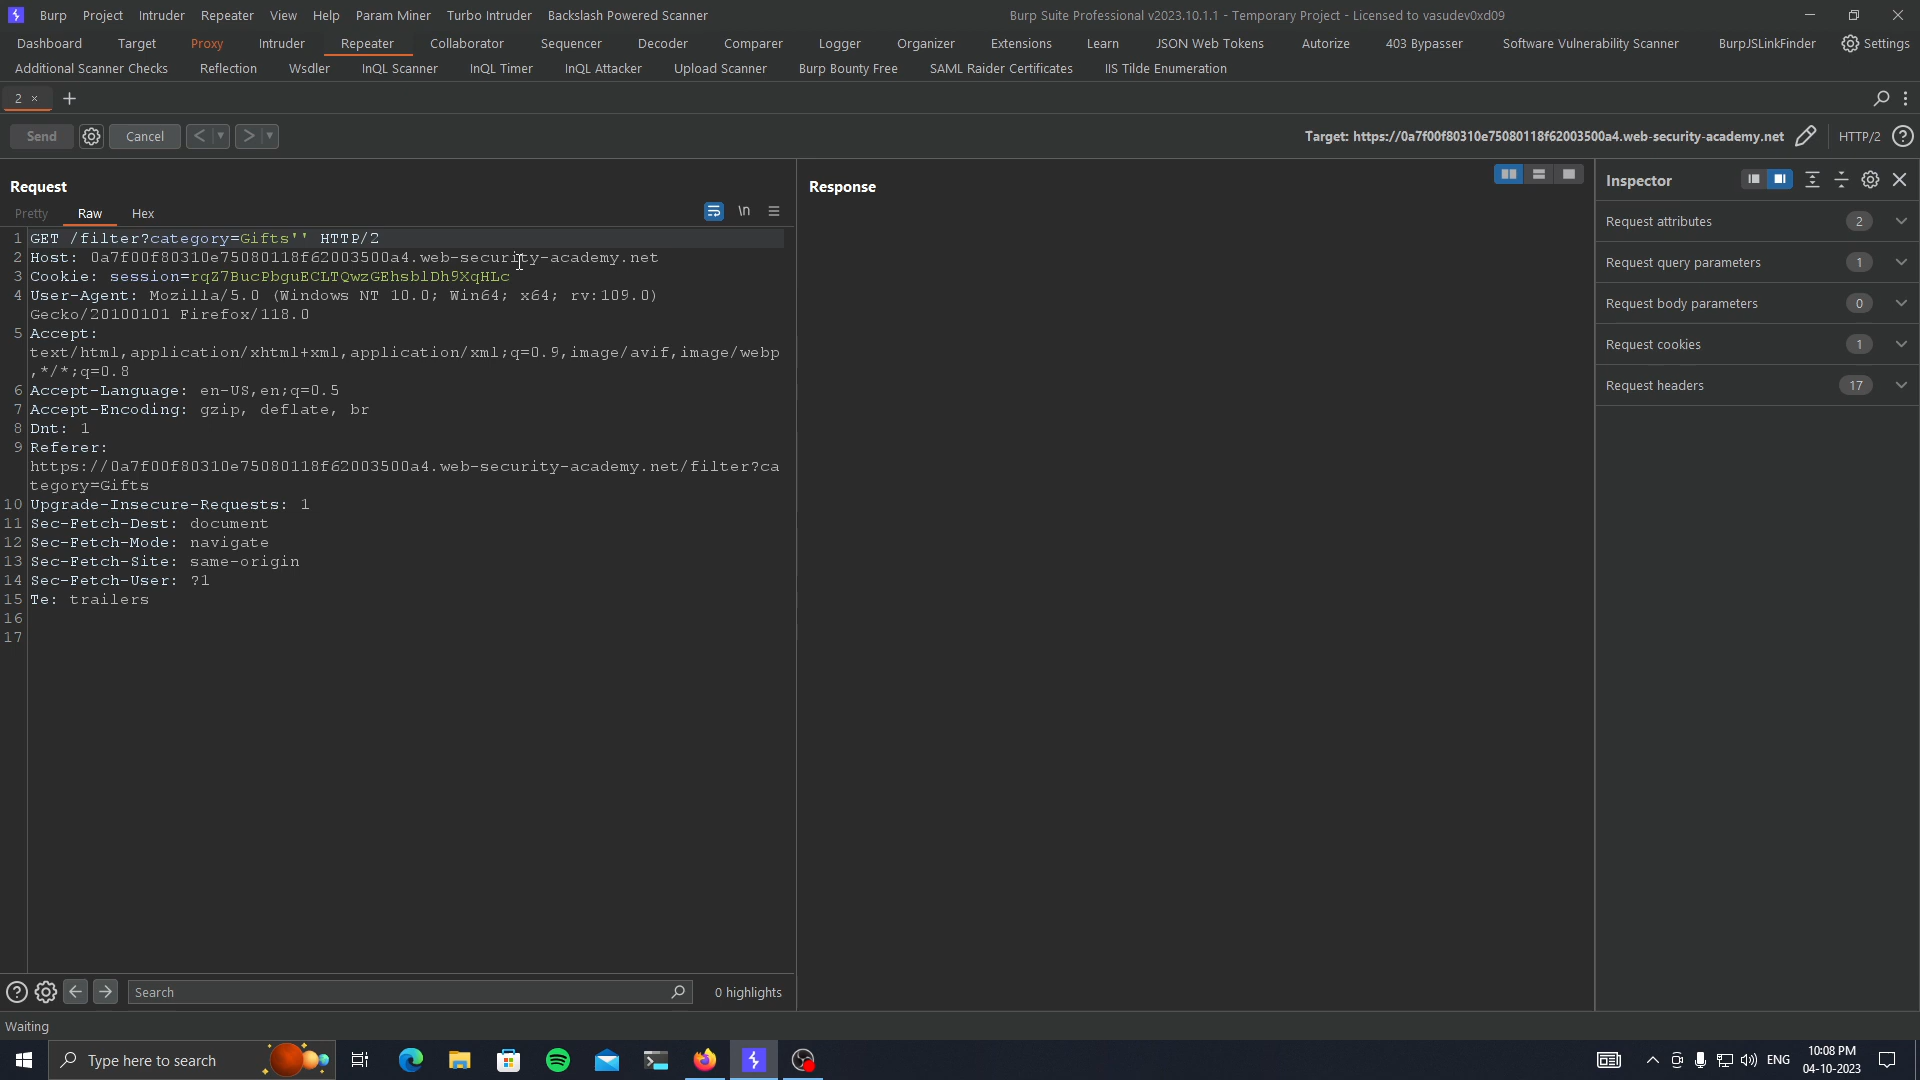 Burp Project Intruder Repeater View Help Param Miner Turbo Intruder Backslash Powered Scanner Burp Suite Professional v2023.10.1.1 - Temporary Project - Licensed to vasudev0xd09
Dashboard Target Proxy Intruder Repeater Collaborator Sequencer Decoder Comparer Logger Organizer Extensions Learn JSON Web Tokens Autorize 403 Bypasser Software Vulnerability Scanner BurpJSLinkFinder Settings
Additional Scanner Checks Reflection Wsdler InQL Scanner InQL Timer InQL Attacker Upload Scanner Burp Bounty Free SAML Raider Certificates IIS Tilde Enumeration
2 × +
Send Cancel < > Target: https://0a7f00f80310e75080118f62003500a4.web-security-academy.net HTTP/2 ?
Request Response Inspector
Pretty Raw Hex \n
Request attributes 2
Request query parameters 1
Request body parameters 0
Request cookies 1
Request headers 17
1 GET /filter?category=Gifts'' HTTP/2
2 Host: 0a7f00f80310e75080118f62003500a4.web-security-academy.net
3 Cookie: session=rqZ7BucPbguECLTQwzGEhsblDh9XqHLc
4 User-Agent: Mozilla/5.0 (Windows NT 10.0; Win64; x64; rv:109.0)
Gecko/20100101 Firefox/118.0
5 Accept:
text/html,application/xhtml+xml,application/xml;q=0.9,image/avif,image/webp
,*/*;q=0.8
6 Accept-Language: en-US,en;q=0.5
7 Accept-Encoding: gzip, deflate, br
8 Dnt: 1
9 Referer:
https://0a7f00f80310e75080118f62003500a4.web-security-academy.net/filter?ca
tegory=Gifts
10 Upgrade-Insecure-Requests: 1
11 Sec-Fetch-Dest: document
12 Sec-Fetch-Mode: navigate
13 Sec-Fetch-Site: same-origin
14 Sec-Fetch-User: ?1
15 Te: trailers
16
17
? Search 0 highlights
Waiting
Type here to search ENG 10:08 PM
04-10-2023